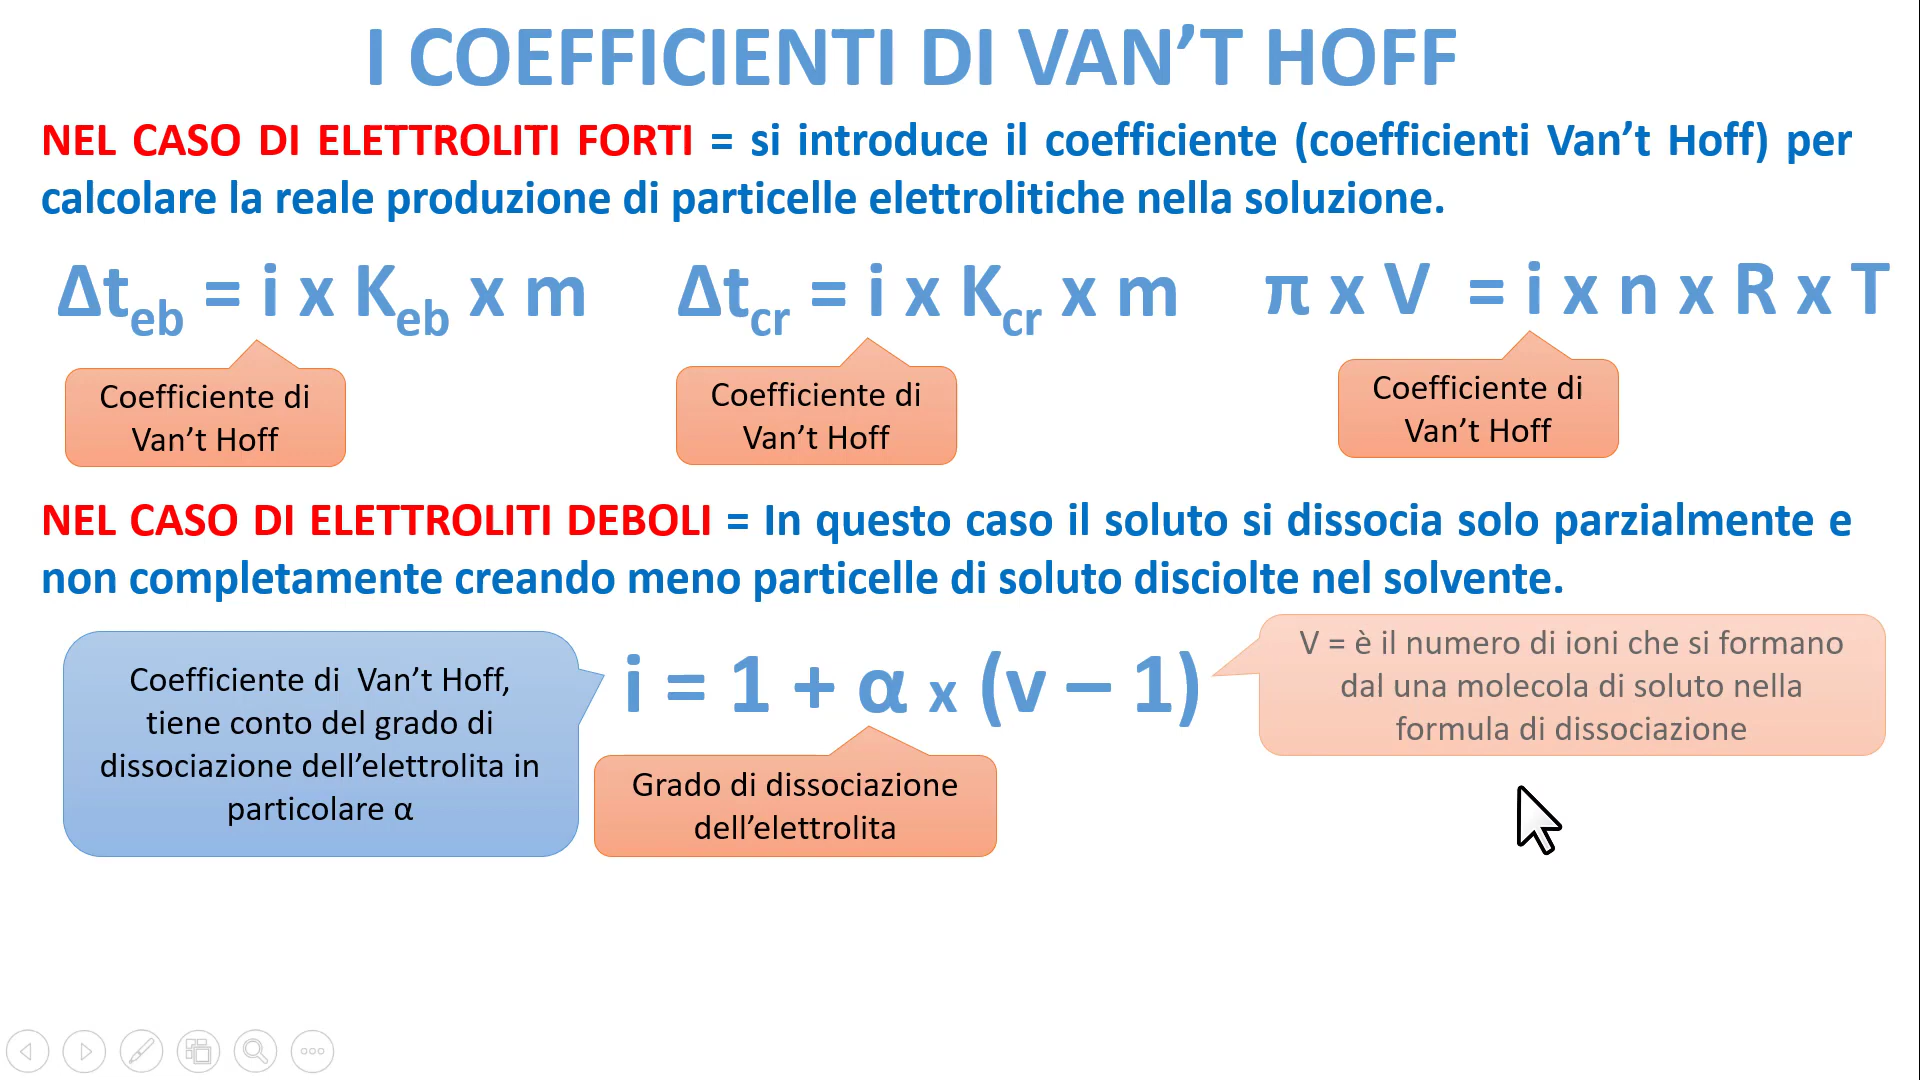 I COEFFICIENTI DI VAN’T HOFF
NEL CASO DI ELETTROLITI FORTI = si introduce il coefficiente (coefficienti Van’t Hoff) per
calcolare la reale produzione di particelle elettrolitiche nella soluzione.
Δt_eb = i x K_eb x m
Δt_cr = i x K_cr x m
π x V = i x n x R x T
Coefficiente di
Van’t Hoff
Coefficiente di
Van’t Hoff
Coefficiente di
Van’t Hoff
NEL CASO DI ELETTROLITI DEBOLI = In questo caso il soluto si dissocia solo parzialmente e
non completamente creando meno particelle di soluto disciolte nel solvente.
Coefficiente di Van’t Hoff,
tiene conto del grado di
dissociazione dell’elettrolita in
particolare α
i = 1 + α x (v – 1)
Grado di dissociazione
dell’elettrolita
V = è il numero di ioni che si formano
dal una molecola di soluto nella
formula di dissociazione